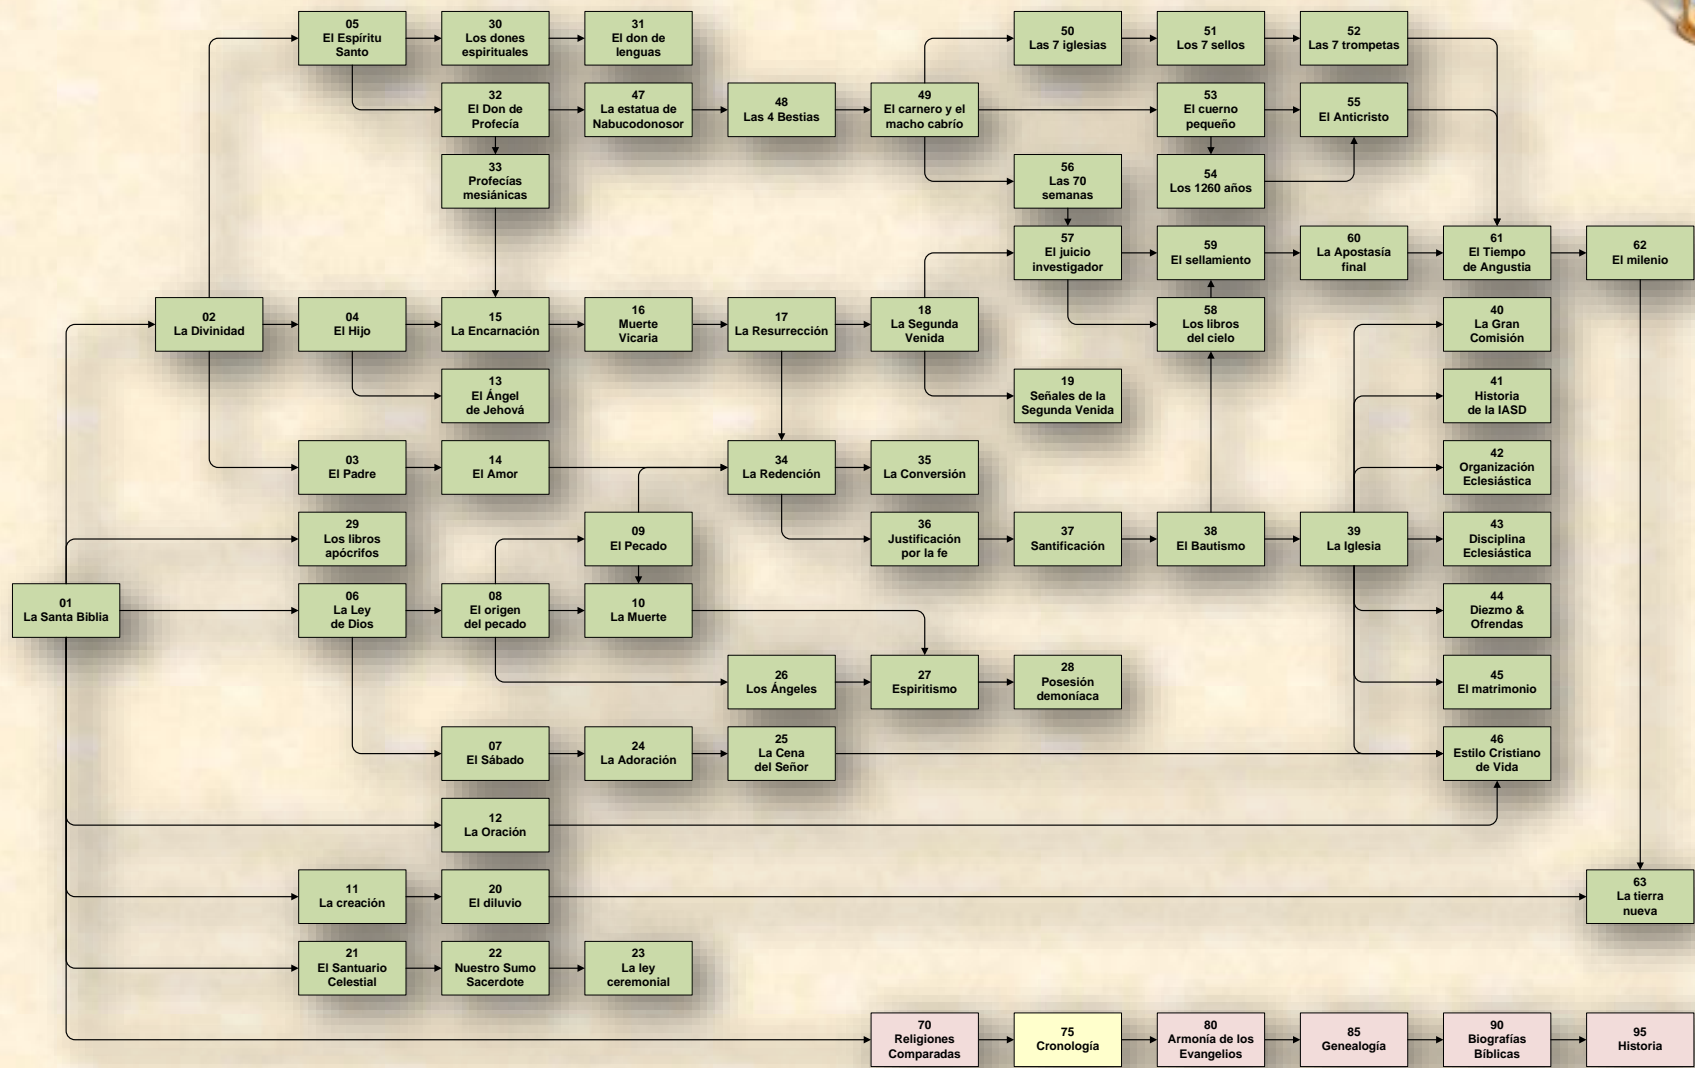 05
El Espíritu
Santo
30
Los dones
espirituales
31
El don de
lenguas
50
Las 7 iglesias
51
Los 7 sellos
52
Las 7 trompetas
32
El Don de
Profecía
47
La estatua de
Nabucodonosor
48
Las 4 Bestias
49
El carnero y el
macho cabrío
53
El cuerno
pequeño
55
El Anticristo
33
Profecías
mesiánicas
56
Las 70
semanas
54
Los 1260 años
57
El juicio
investigador
59
El sellamiento
60
La Apostasía
final
61
El Tiempo
de Angustia
62
El milenio
02
La Divinidad
04
El Hijo
15
La Encarnación
16
Muerte
Vicaria
17
La Resurrección
18
La Segunda
Venida
58
Los libros
del cielo
40
La Gran
Comisión
13
El Ángel
de Jehová
19
Señales de la
Segunda Venida
41
Historia
de la IASD
03
El Padre
14
El Amor
34
La Redención
35
La Conversión
42
Organización
Eclesiástica
29
Los libros
apócrifos
09
El Pecado
36
Justificación
por la fe
37
Santificación
38
El Bautismo
39
La Iglesia
43
Disciplina
Eclesiástica
01
La Santa Biblia
06
La Ley
de Dios
08
El origen
del pecado
10
La Muerte
44
Diezmo &
Ofrendas
26
Los Ángeles
27
Espiritismo
28
Posesión
demoníaca
45
El matrimonio
07
El Sábado
24
La Adoración
25
La Cena
del Señor
46
Estilo Cristiano
de Vida
12
La Oración
11
La creación
20
El diluvio
63
La tierra
nueva
21
El Santuario
Celestial
22
Nuestro Sumo
Sacerdote
23
La ley
ceremonial
70
Religiones
Comparadas
75
Cronología
80
Armonía de los
Evangelios
85
Genealogía
90
Biografías
Bíblicas
95
Historia